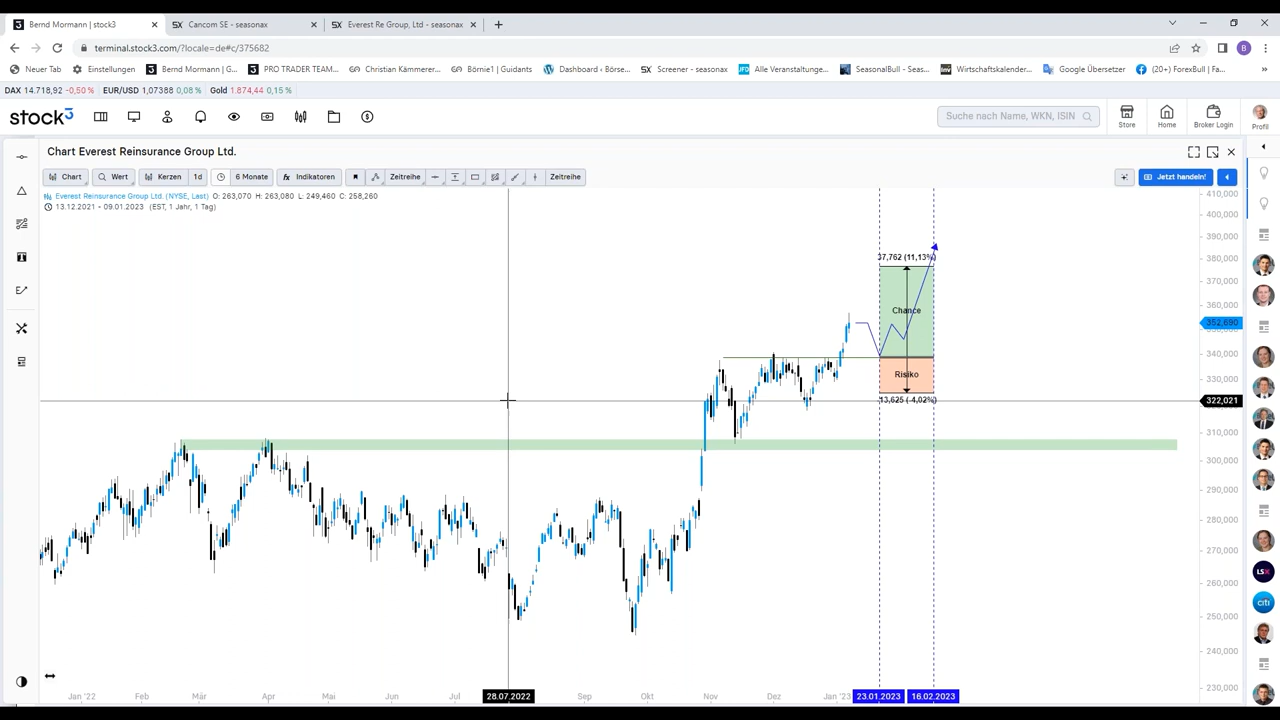 Bernd Mormann | stock3
Cancom SE - seasonax
Everest Re Group, Ltd - seasonax
terminal.stock3.com/?locale=de#c/375682
B
Neuer Tab
Einstellungen
Bernd Mormann | G...
PRO TRADER TEAM...
Christian Kämmerer...
Börnie1 | Guidants
Dashboard ‹ Börse...
Screener - seasonax
Alle Veranstaltunge...
SeasonalBull - Seas...
Wirtschaftskalender...
Google Übersetzer
(20+) ForexBull | Fa...
DAX 14.718,92 -0,50 % EUR/USD 1,07388 0,08 % Gold 1.874,44 0,15 %
stock3
Suche nach Name, WKN, ISIN
Store
Home
Broker Login
Profil
Chart Everest Reinsurance Group Ltd.
Chart
Wert
Kerzen
1d
6 Monate
fx Indikatoren
Zeitreihe
Zeitreihe
Jetzt handeln!
Everest Reinsurance Group Ltd. (NYSE, Last) O: 263,070 H: 263,080 L: 249,460 C: 258,260
13.12.2021 - 09.01.2023 (EST, 1 Jahr, 1 Tag)
410,000
400,000
390,000
380,000
370,000
360,000
352,690
340,000
330,000
322,021
310,000
300,000
290,000
280,000
270,000
260,000
250,000
240,000
230,000
37,762 (11,13%)
Chance
Risiko
13,625 (-4,02%)
LSX
citi
Jan '22
Feb
Mär
Apr
Mai
Jun
Jul
28.07.2022
Sep
Okt
Nov
Dez
Jan '23
23.01.2023
16.02.2023